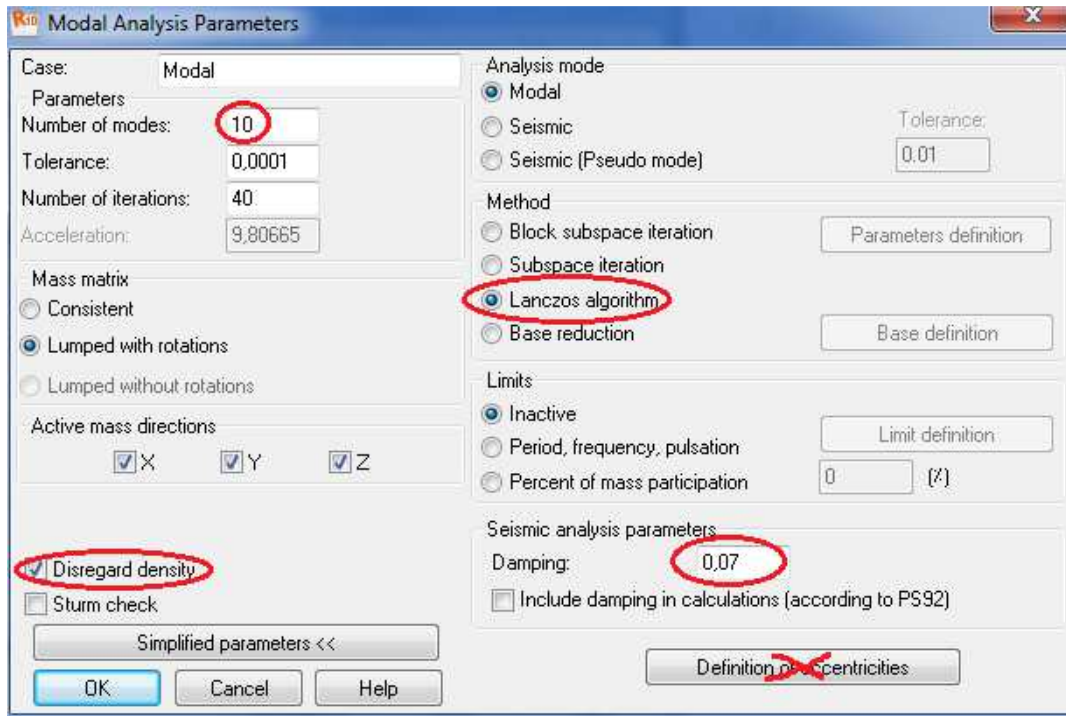 R10 Modal Analysis Parameters
Case: Modal
Parameters
Number of modes: 10
Tolerance: 0,0001
Number of iterations: 40
Acceleration: 9,80665
Mass matrix
Consistent
Lumped with rotations
Lumped without rotations
Active mass directions
X Y Z
Disregard density
Sturm check
Simplified parameters <<
OK Cancel Help
Analysis mode
Modal
Seismic
Seismic (Pseudo mode)
Tolerance:
0.01
Method
Block subspace iteration
Parameters definition
Subspace iteration
Lanczos algorithm
Base reduction
Base definition
Limits
Inactive
Period, frequency, pulsation
Limit definition
Percent of mass participation
0 (%)
Seismic analysis parameters
Damping: 0,07
Include damping in calculations (according to PS92)
Definition of eccentricities